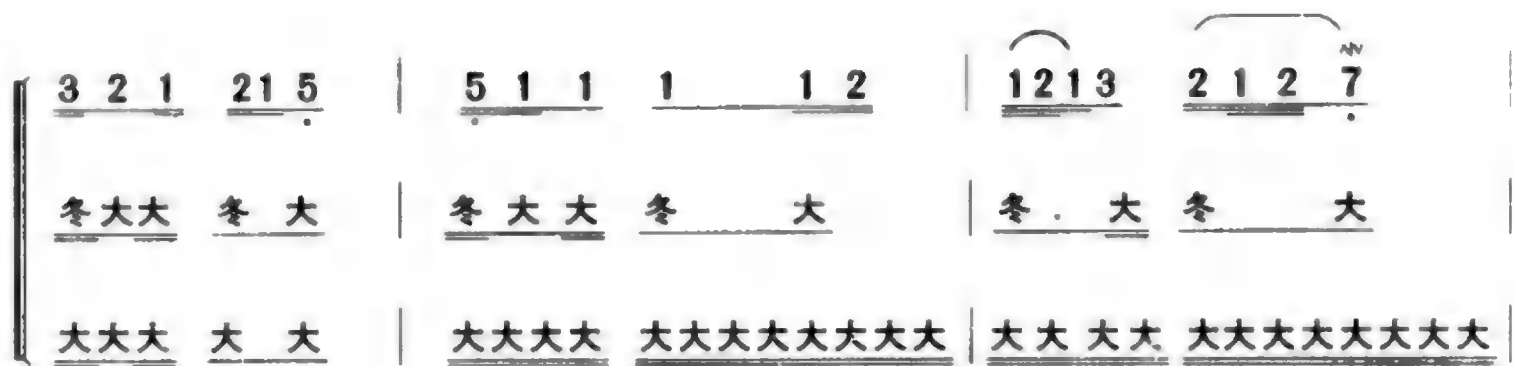 3 2 1 21 5 | 5 1 1 1 1 2 | 1213 2 1 2 7 |
冬大大 冬 大 | 冬 大 大 冬 大 | 冬 . 大 冬 大 |
大大大 大 大 | 大大大大 大大大大大大大大 | 大大大大 大大大大大大大大 |